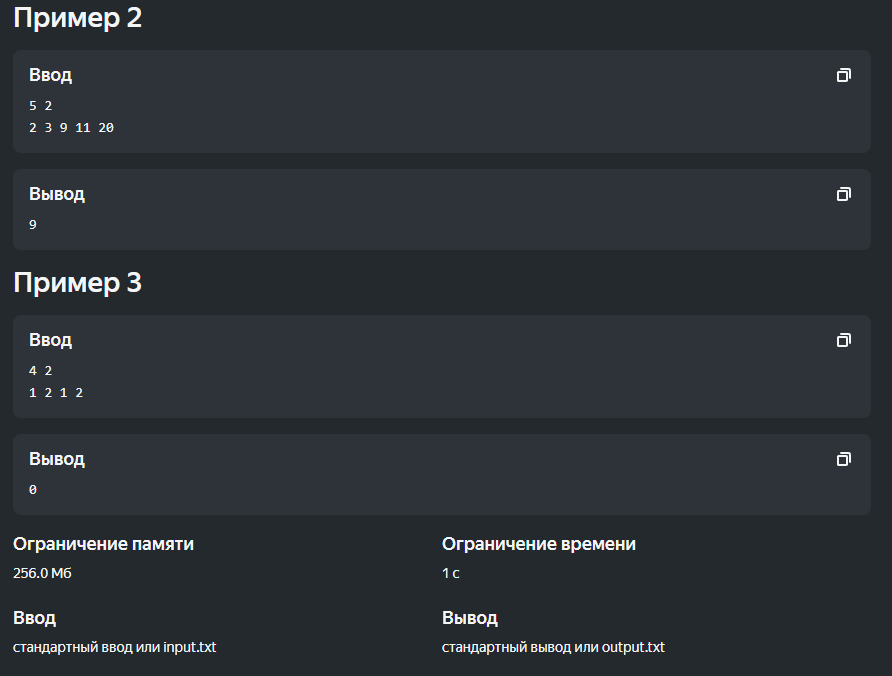 Пример 2
Ввод
5 2
2 3 9 11 20
Вывод
9
Пример 3
Ввод
4 2
1 2 1 2
Вывод
0
Ограничение памяти
256.0 Мб
Ограничение времени
1 с
Ввод
стандартный ввод или input.txt
Вывод
стандартный вывод или output.txt